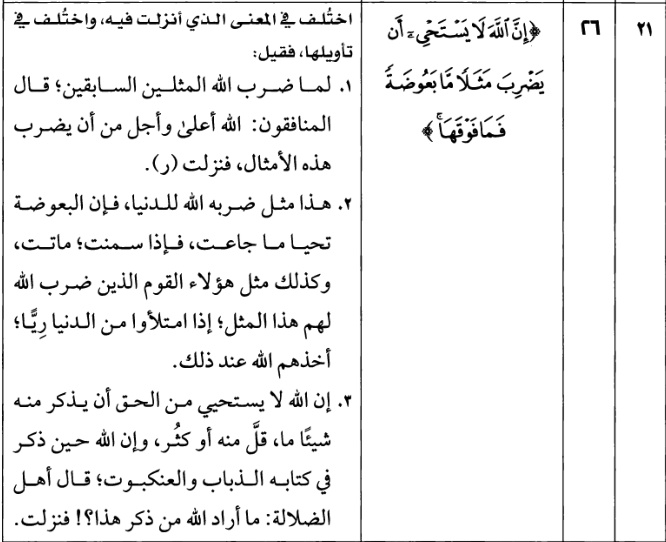 ٢١
٢٦
﴿إِنَّ ٱللَّهَ لَا يَسْتَحْيِۦٓ أَن
يَضْرِبَ مَثَلًا مَّا بَعُوضَةً
فَمَا فَوْقَهَاۚ﴾
اختُلف في المعنى الذي أنزلت فيه، واختُلف في
تأويلها، فقيل:
١. لما ضرب الله المثلين السابقين؛ قال
المنافقون: الله أعلىٰ وأجل من أن يضرب
هذه الأمثال، فنزلت (ر).
٢. هذا مثل ضربه الله للدنيا، فإن البعوضة
تحيا ما جاعت، فإذا سمنت؛ ماتت،
وكذلك مثل هؤلاء القوم الذين ضرب الله
لهم هذا المثل؛ إذا امتلأوا من الدنيا رِيًّا؛
أخذهم الله عند ذلك.
٣. إن الله لا يستحيي من الحق أن يذكر منه
شيئًا ما، قلَّ منه أو كثُر، وإن الله حين ذكر
في كتابه الذباب والعنكبوت؛ قال أهل
الضلالة: ما أراد الله من ذكر هذا؟! فنزلت.